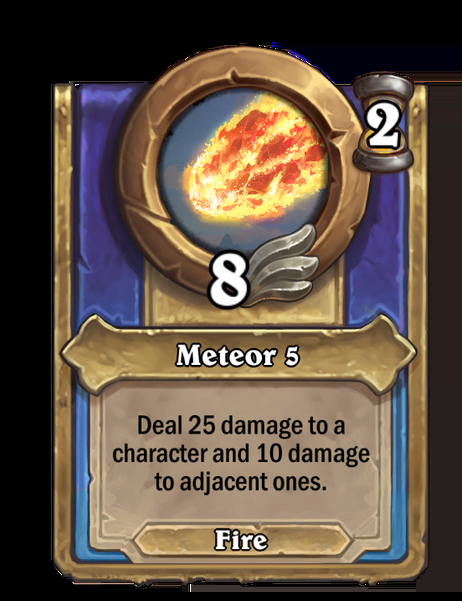 2
8
Meteor 5
Deal 25 damage to a
character and 10 damage
to adjacent ones.
Fire